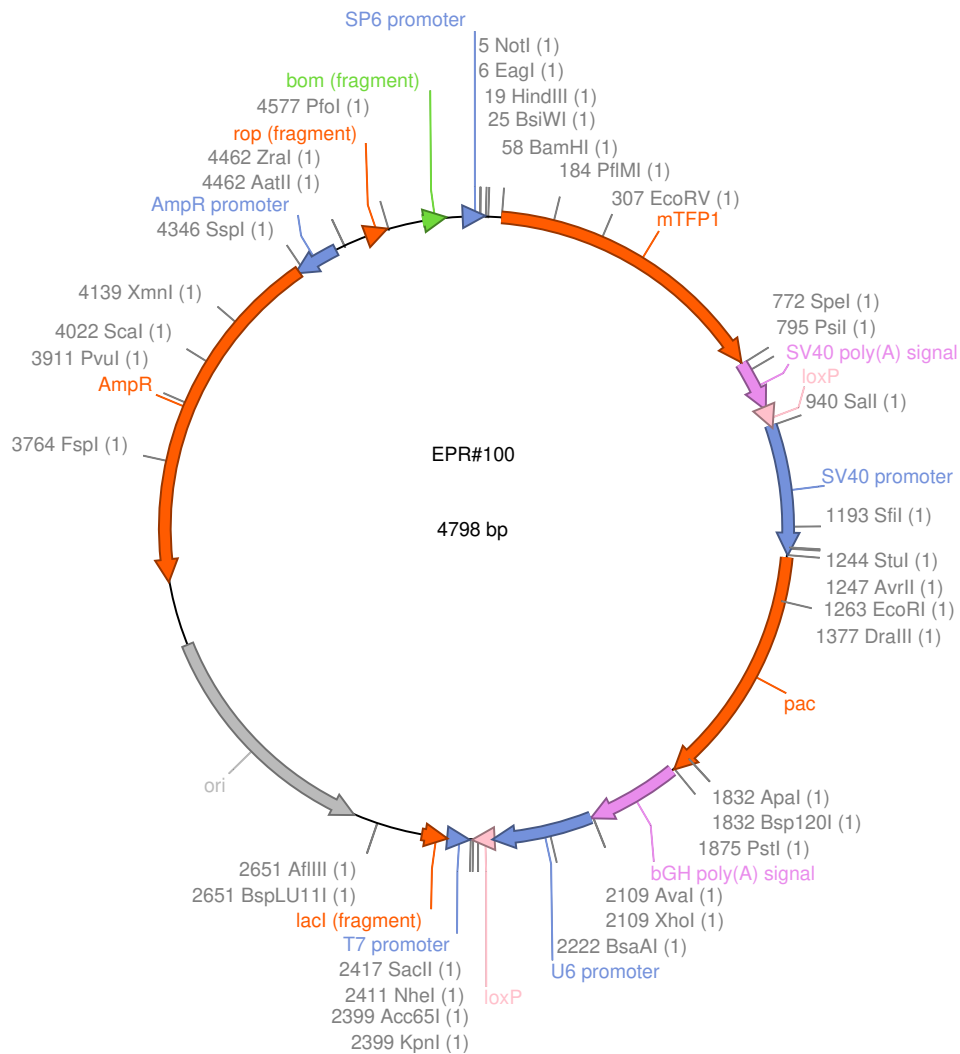 SP6 promoter
5 NotI (1)
bom (fragment)
6 EagI (1)
4577 PfoI (1)
19 HindIII (1)
25 BsiWI (1)
rop (fragment)
58 BamHI (1)
4462 ZraI (1)
184 PflMI (1)
4462 AatII (1)
307 EcoRV (1)
AmpR promoter
mTFP1
4346 SspI (1)
4139 XmnI (1)
772 SpeI (1)
4022 ScaI (1)
795 PsiI (1)
3911 PvuI (1)
SV40 poly(A) signal
AmpR
loxP
940 SalI (1)
3764 FspI (1)
EPR#100
SV40 promoter
1193 SfiI (1)
4798 bp
1244 StuI (1)
1247 AvrII (1)
1263 EcoRI (1)
1377 DraIII (1)
pac
ori
1832 ApaI (1)
1832 Bsp120I (1)
1875 PstI (1)
2651 AflIII (1)
bGH poly(A) signal
2651 BspLU11I (1)
2109 AvaI (1)
lacI (fragment)
2109 XhoI (1)
T7 promoter
2222 BsaAI (1)
2417 SacII (1)
U6 promoter
2411 NheI (1)
loxP
2399 Acc65I (1)
2399 KpnI (1)